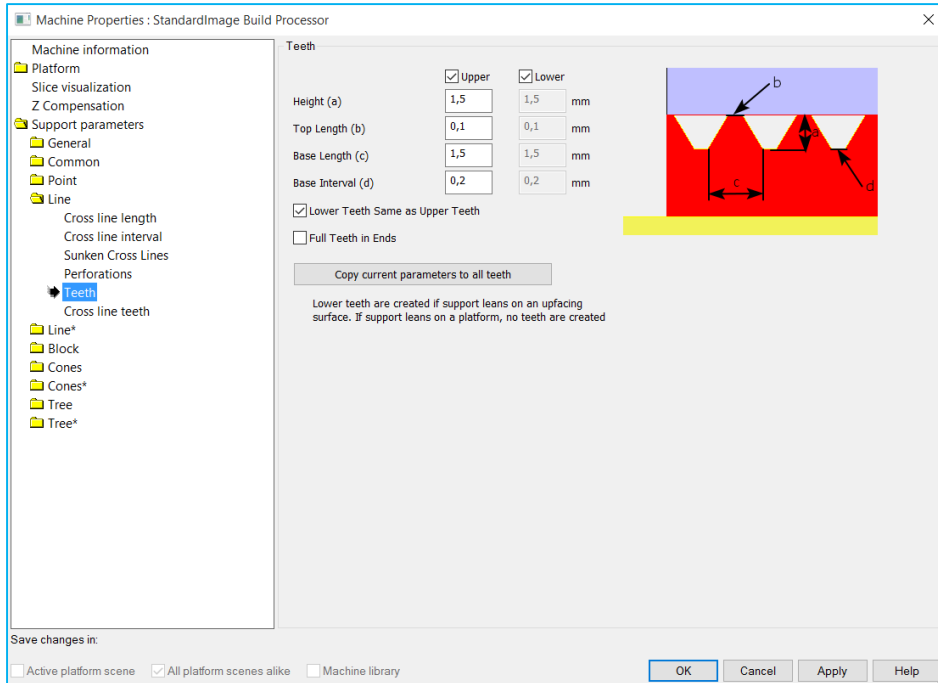 Machine Properties : StandardImage Build Processor
Machine information
Platform
Slice visualization
Z Compensation
Support parameters
General
Common
Point
Line
Cross line length
Cross line interval
Sunken Cross Lines
Perforations
Teeth
Cross line teeth
Line*
Block
Cones
Cones*
Tree
Tree*
Teeth
Upper Lower
Height (a) 1,5 1,5 mm
Top Length (b) 0,1 0,1 mm
Base Length (c) 1,5 1,5 mm
Base Interval (d) 0,2 0,2 mm
Lower Teeth Same as Upper Teeth
Full Teeth in Ends
Copy current parameters to all teeth
Lower teeth are created if support leans on an upfacing
surface. If support leans on a platform, no teeth are created
b
a
c
d
Save changes in:
Active platform scene All platform scenes alike Machine library
OK Cancel Apply Help